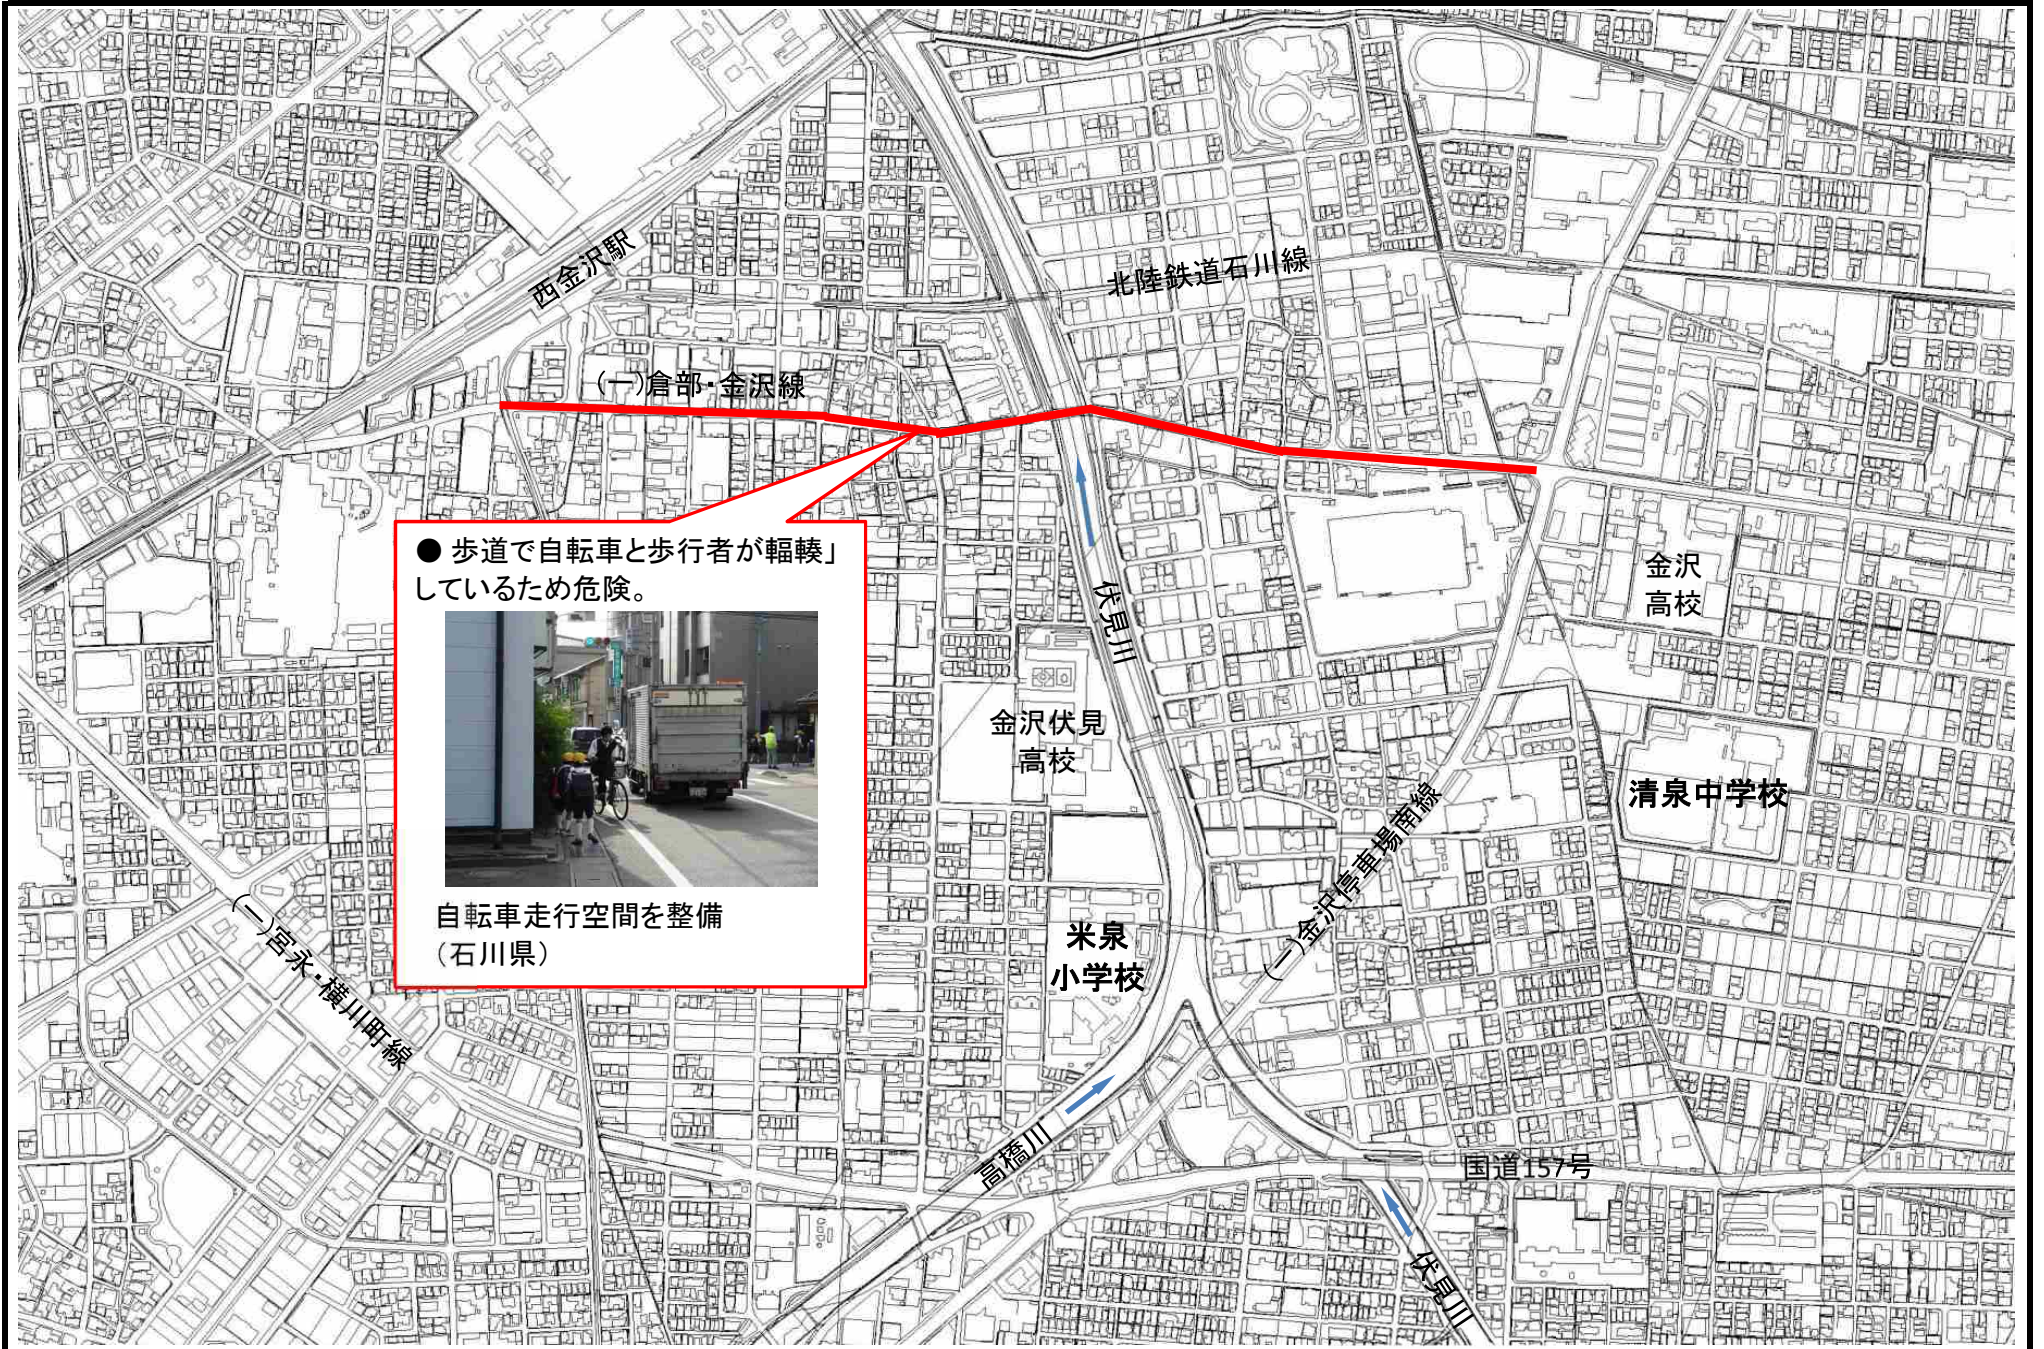 西金沢駅
北陸鉄道石川線
(一)倉部・金沢線
● 歩道で自転車と歩行者が輻輳」
しているため危険。
自転車走行空間を整備
(石川県)
伏見川
金沢
高校
金沢伏見
高校
清泉中学校
(一)金沢停車場南線
米泉
小学校
(一)宮永・横川町線
高橋川
国道157号
伏見川